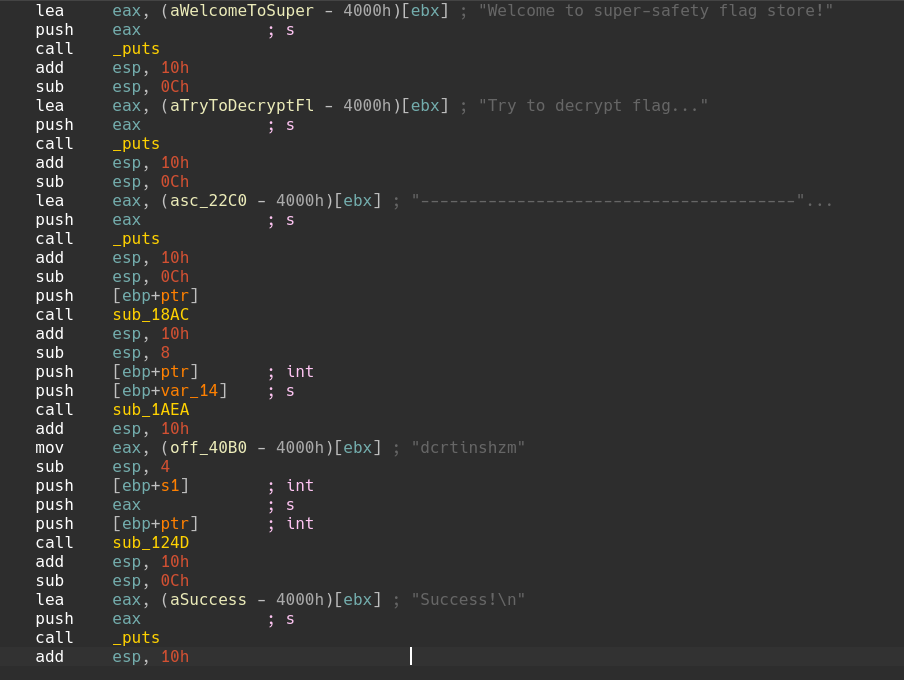 lea eax, (aWelcomeToSuper - 4000h)[ebx] ; "Welcome to super-safety flag store!"
push eax ; s
call _puts
add esp, 10h
sub esp, 0Ch
lea eax, (aTryToDecryptFl - 4000h)[ebx] ; "Try to decrypt flag..."
push eax ; s
call _puts
add esp, 10h
sub esp, 0Ch
lea eax, (asc_22C0 - 4000h)[ebx] ; "---------------------------------------"...
push eax ; s
call _puts
add esp, 10h
sub esp, 0Ch
push [ebp+ptr]
call sub_18AC
add esp, 10h
sub esp, 8
push [ebp+ptr] ; int
push [ebp+var_14] ; s
call sub_1AEA
add esp, 10h
mov eax, (off_40B0 - 4000h)[ebx] ; "dcrtlnshzm"
sub esp, 4
push [ebp+s1] ; int
push eax ; s
push [ebp+ptr] ; int
call sub_124D
add esp, 10h
sub esp, 0Ch
lea eax, (aSuccess - 4000h)[ebx] ; "Success!\n"
push eax ; s
call _puts
add esp, 10h